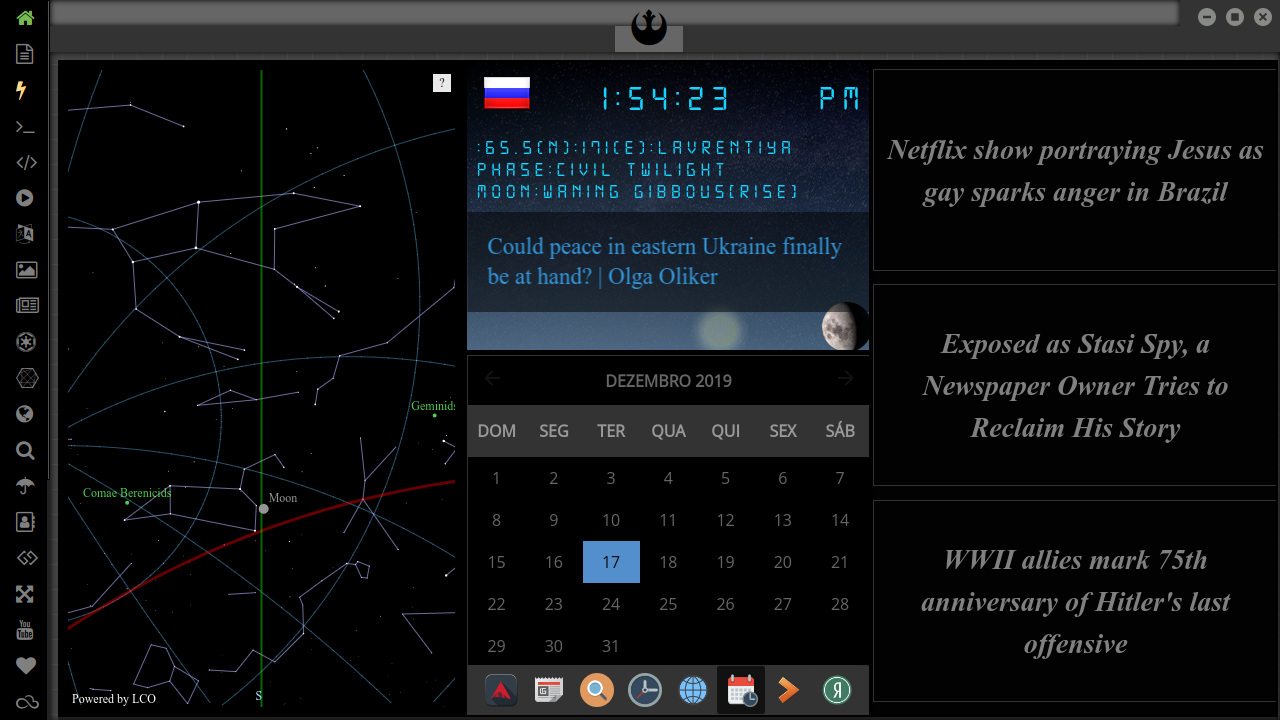 ?
Geminids
Comae Berenicids
Moon
Powered by LCO
S
1:54:23 PM
:65.5(N):171(E):LAVRENTIYA
PHASE:CIVIL TWILIGHT
MOON:WANING GIBBOUS(RISE)
Could peace in eastern Ukraine finally
be at hand? | Olga Oliker
DEZEMBRO 2019
DOM SEG TER QUA QUI SEX SÁB
1 2 3 4 5 6 7
8 9 10 11 12 13 14
15 16 17 18 19 20 21
22 23 24 25 26 27 28
29 30 31
Netflix show portraying Jesus as
gay sparks anger in Brazil
Exposed as Stasi Spy, a
Newspaper Owner Tries to
Reclaim His Story
WWII allies mark 75th
anniversary of Hitler's last
offensive
You
Tube
Я